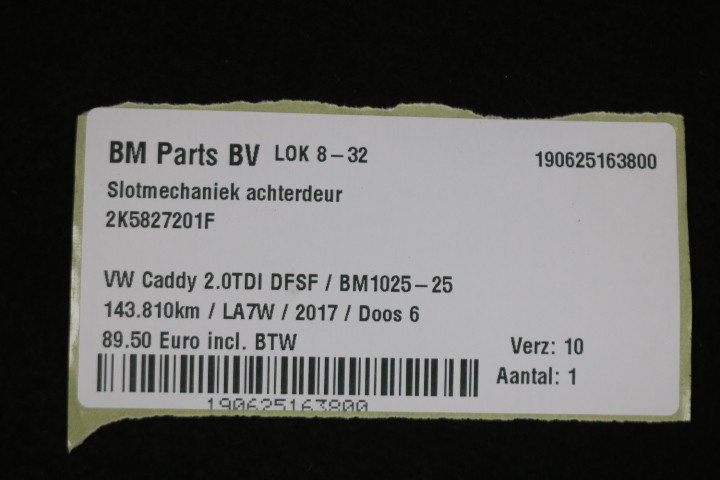 BM Parts BV LOK 8-32 190625163800
Slotmechaniek achterdeur
2K5827201F
VW Caddy 2.0TDI DFSF / BM1025-25
143.810km / LA7W / 2017 / Doos 6
89.50 Euro incl. BTW
Verz: 10
Aantal: 1
190625163800